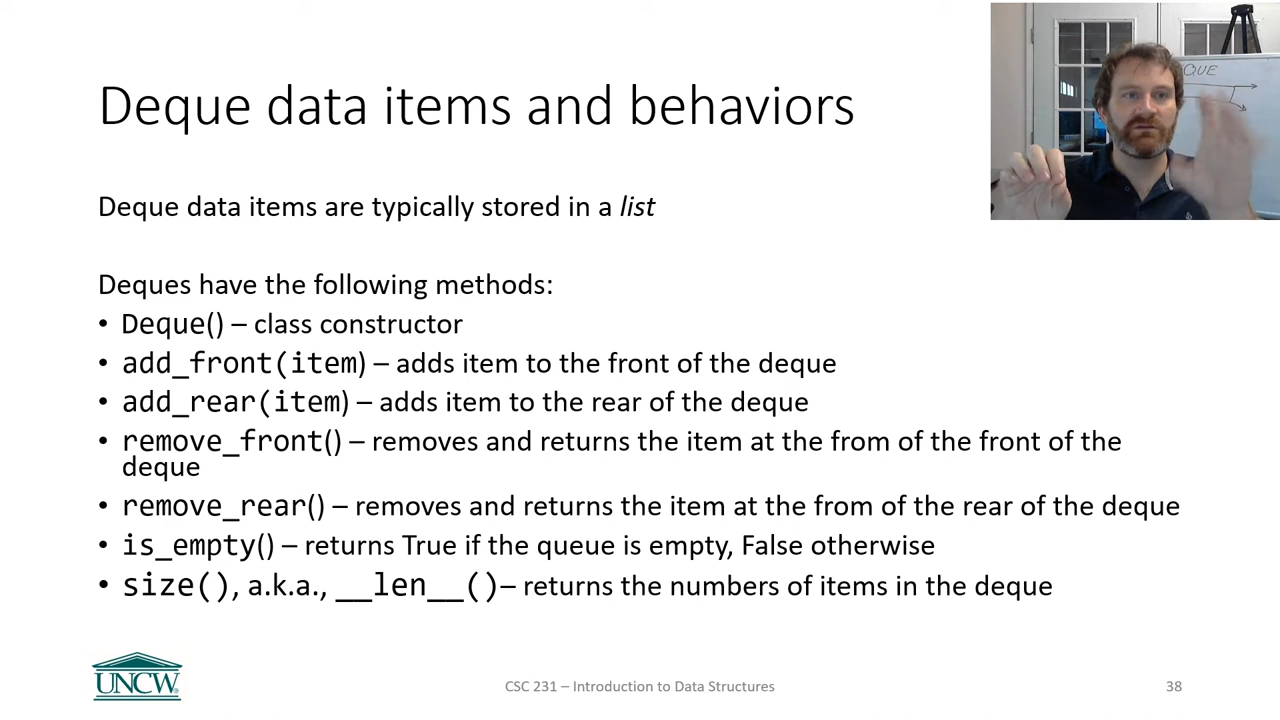 QUE
Deque data items and behaviors
Deque data items are typically stored in a list
Deques have the following methods:
• Deque() – class constructor
• add_front(item) – adds item to the front of the deque
• add_rear(item) – adds item to the rear of the deque
• remove_front() – removes and returns the item at the from of the front of the
deque
• remove_rear() – removes and returns the item at the from of the rear of the deque
• is_empty() – returns True if the queue is empty, False otherwise
• size(), a.k.a., __len__()– returns the numbers of items in the deque
UNCW
CSC 231 – Introduction to Data Structures
38